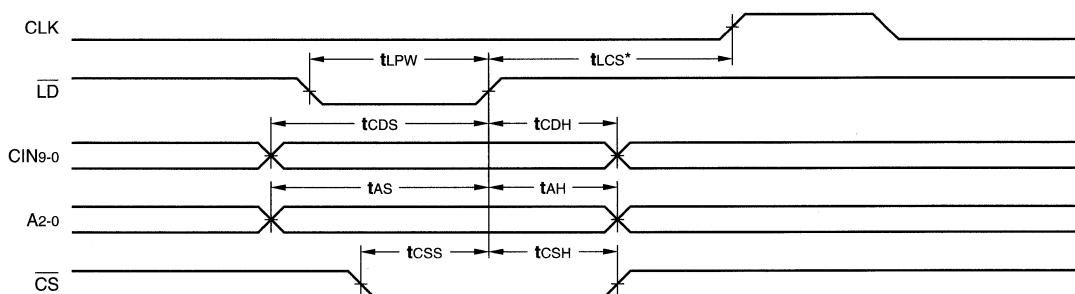 CLK
tLPW tLCS*
LD
tCDS tCDH
CIN9-0
tAS tAH
A2-0
tCSS tCSH
CS